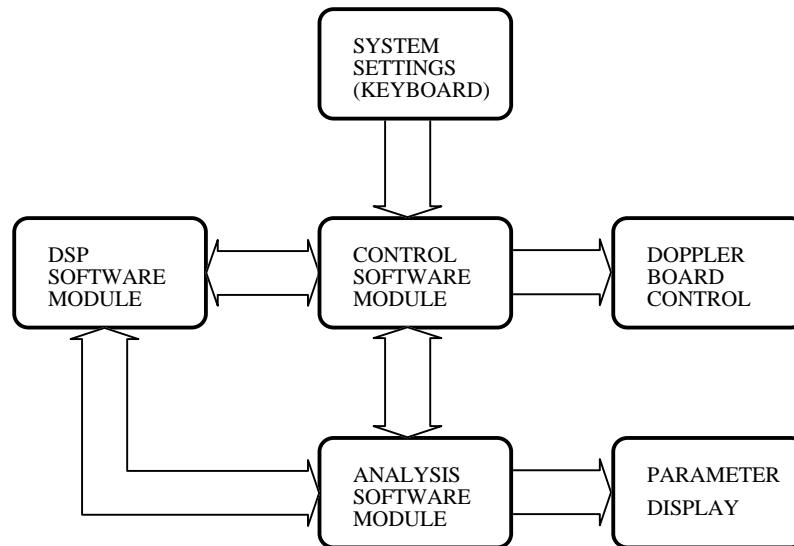 SYSTEM
SETTINGS
(KEYBOARD)
DSP
SOFTWARE
MODULE
CONTROL
SOFTWARE
MODULE
DOPPLER
BOARD
CONTROL
ANALYSIS
SOFTWARE
MODULE
PARAMETER
DISPLAY